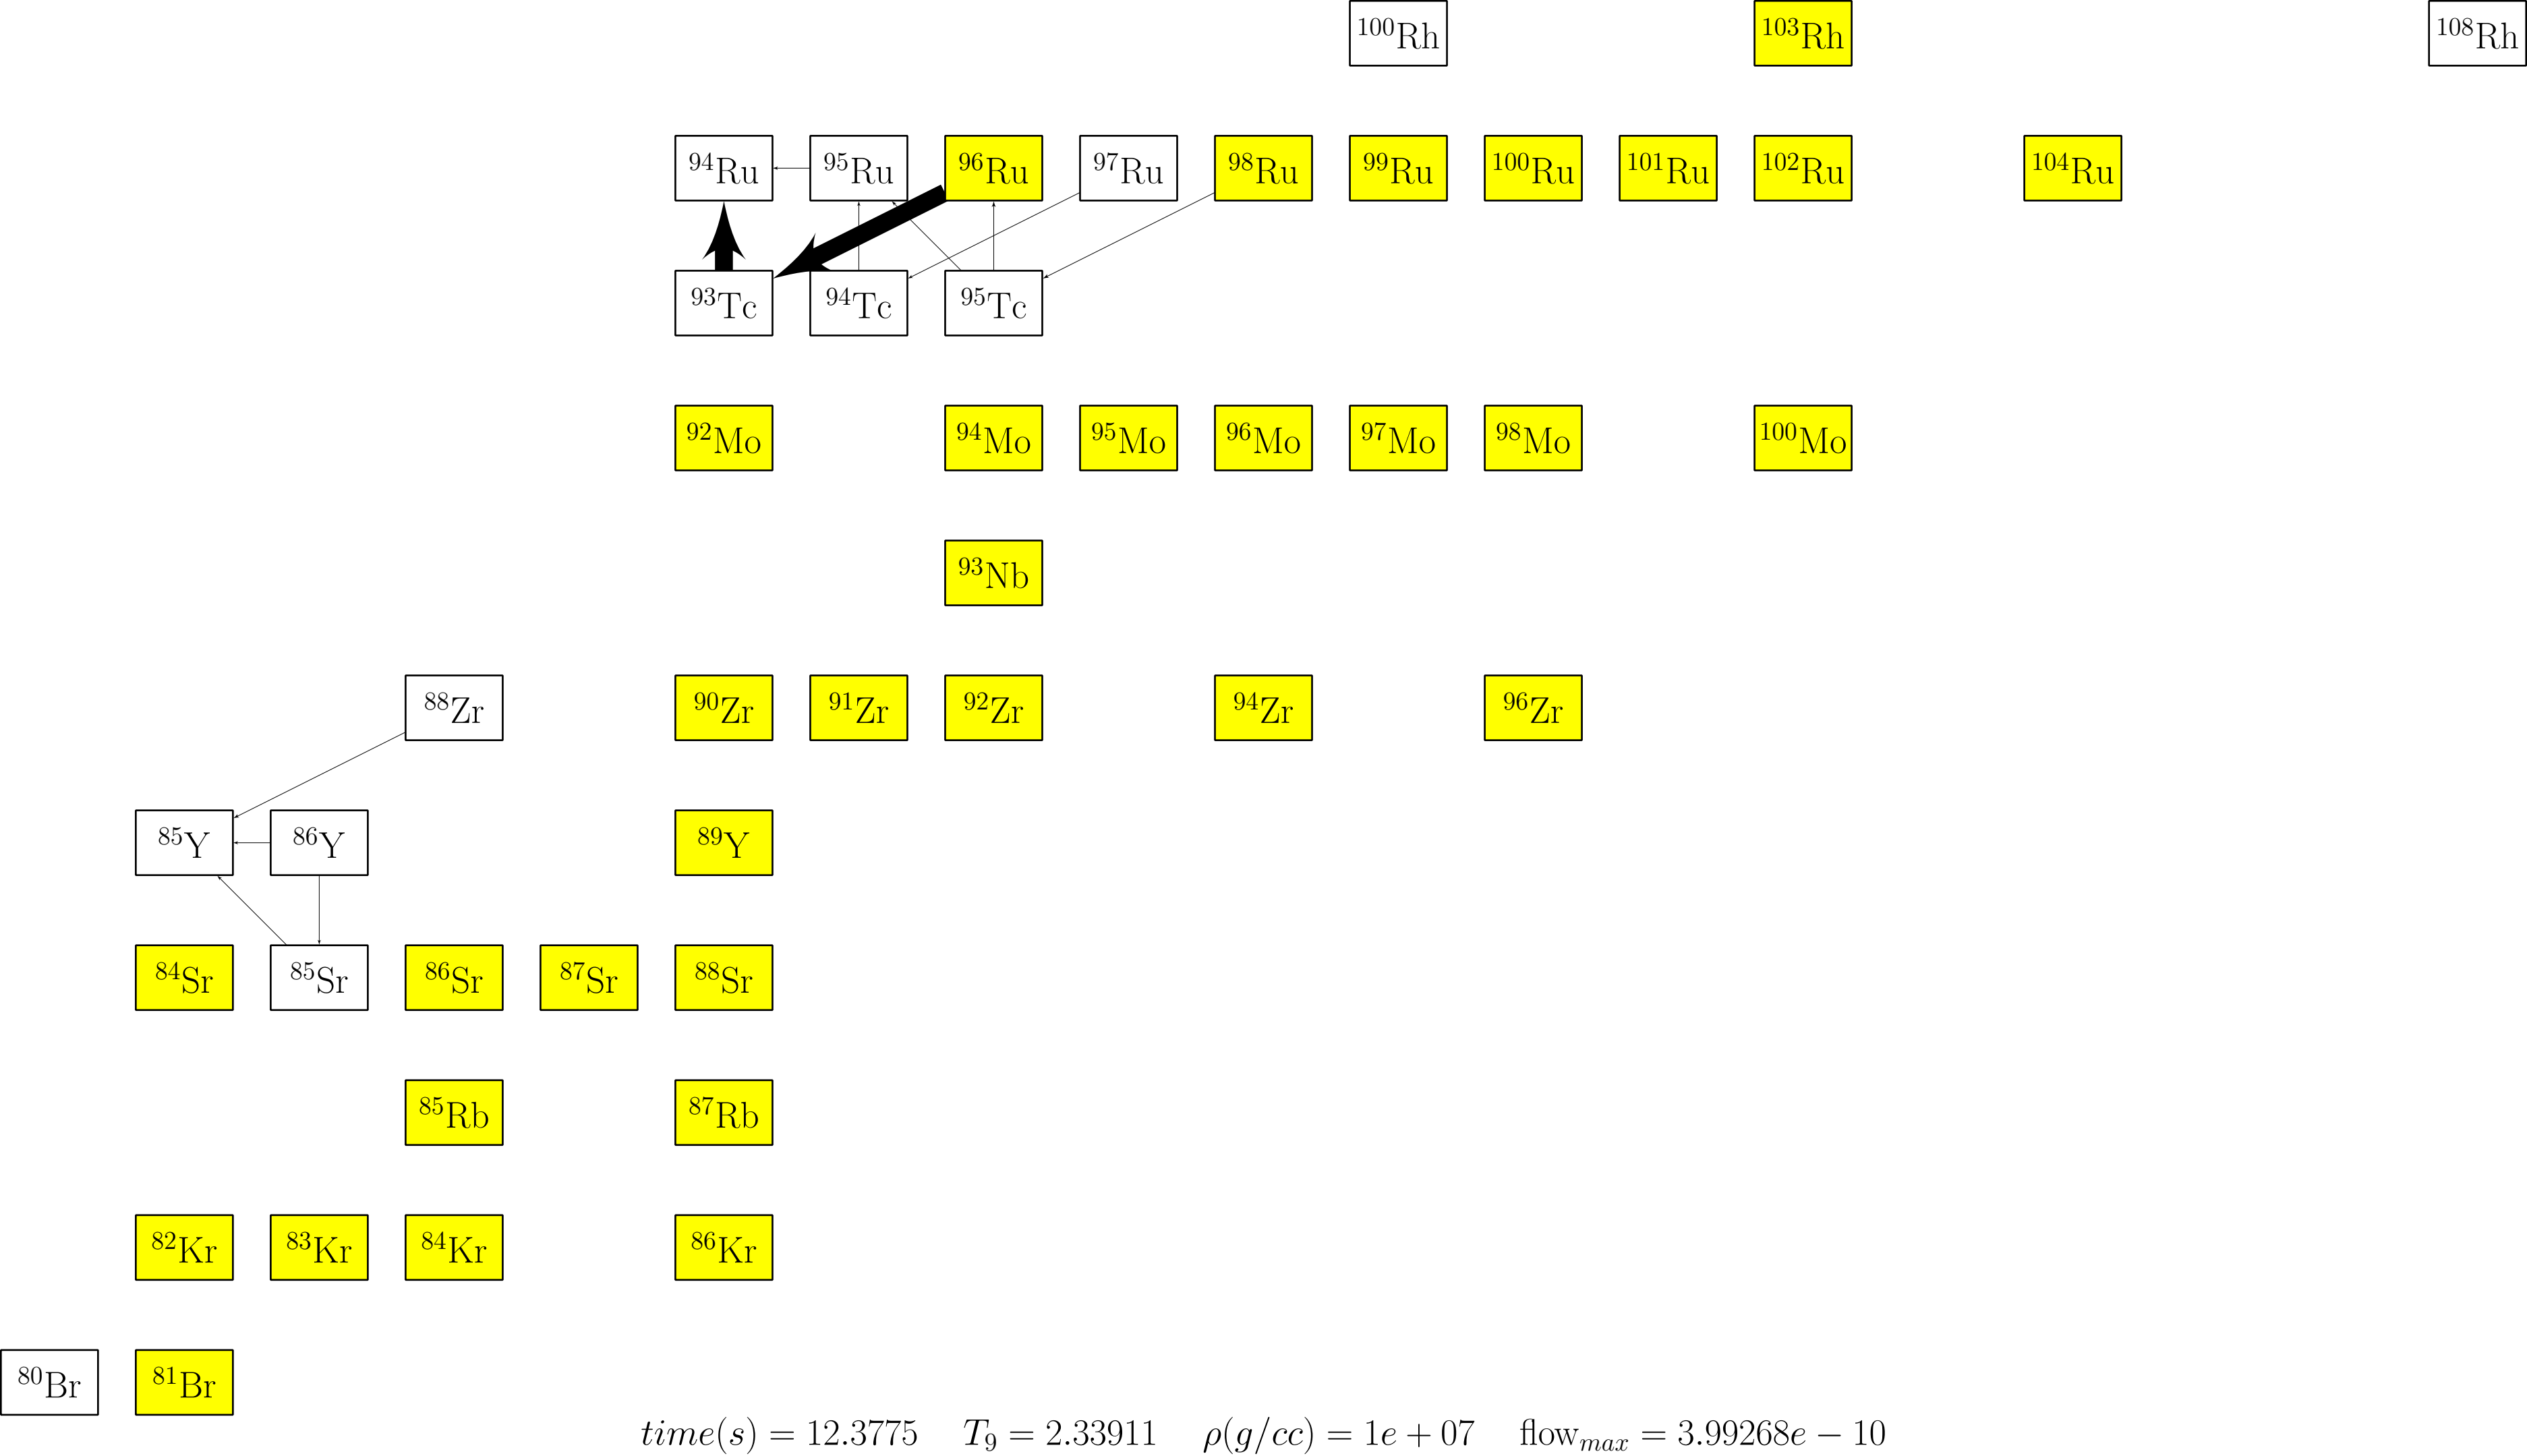 ¹⁰⁰Rh ¹⁰³Rh ¹⁰⁸Rh
⁹⁴Ru ⁹⁵Ru ⁹⁶Ru ⁹⁷Ru ⁹⁸Ru ⁹⁹Ru ¹⁰⁰Ru ¹⁰¹Ru ¹⁰²Ru ¹⁰⁴Ru
⁹³Tc ⁹⁴Tc ⁹⁵Tc
⁹²Mo ⁹⁴Mo ⁹⁵Mo ⁹⁶Mo ⁹⁷Mo ⁹⁸Mo ¹⁰⁰Mo
⁹³Nb
⁸⁸Zr ⁹⁰Zr ⁹¹Zr ⁹²Zr ⁹⁴Zr ⁹⁶Zr
⁸⁵Y ⁸⁶Y ⁸⁹Y
⁸⁴Sr ⁸⁵Sr ⁸⁶Sr ⁸⁷Sr ⁸⁸Sr
⁸⁵Rb ⁸⁷Rb
⁸²Kr ⁸³Kr ⁸⁴Kr ⁸⁶Kr
⁸⁰Br ⁸¹Br
time(s) = 12.3775 T₉ = 2.33911 ρ(g/cc) = 1e + 07 flow_max = 3.99268e − 10